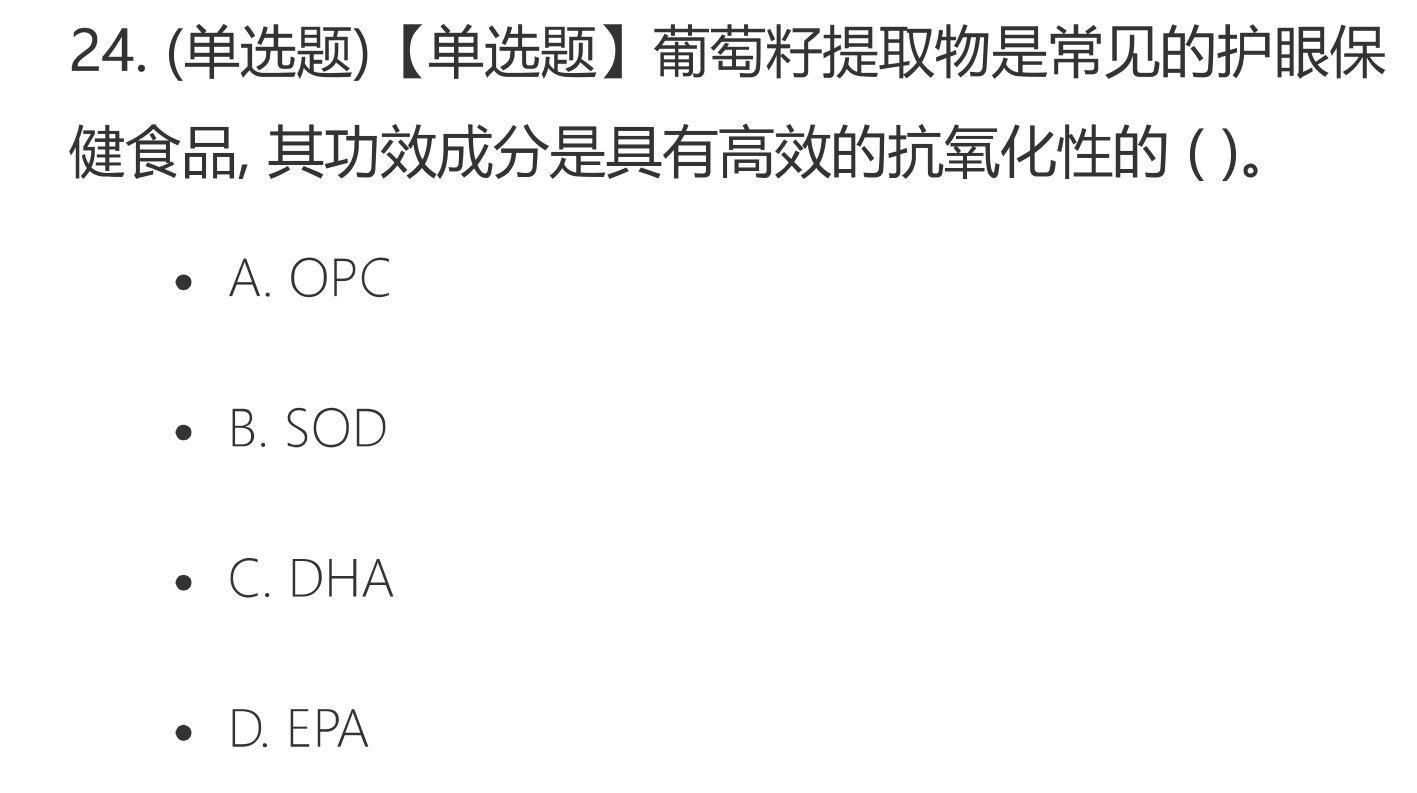 24. (单选题)【单选题】葡萄籽提取物是常见的护眼保
健食品, 其功效成分是具有高效的抗氧化性的 ( )。
A. OPC
B. SOD
C. DHA
D. EPA